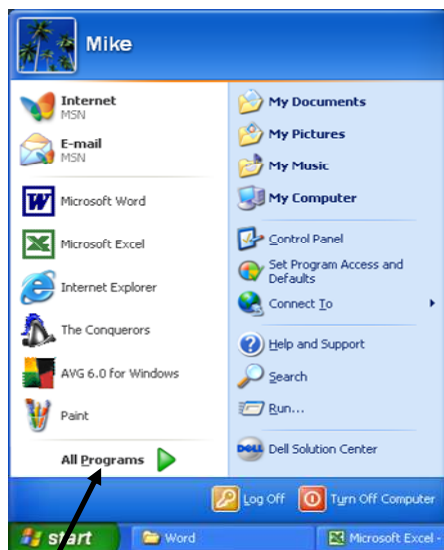 Mike
Internet
MSN
E-mail
MSN
Microsoft Word
Microsoft Excel
Internet Explorer
The Conquerors
AVG 6.0 for Windows
Paint
All Programs
My Documents
My Pictures
My Music
My Computer
Control Panel
Set Program Access and
Defaults
Connect To
Help and Support
Search
Run...
DELL Dell Solution Center
Log Off
Turn Off Computer
start
Word
Microsoft Excel -